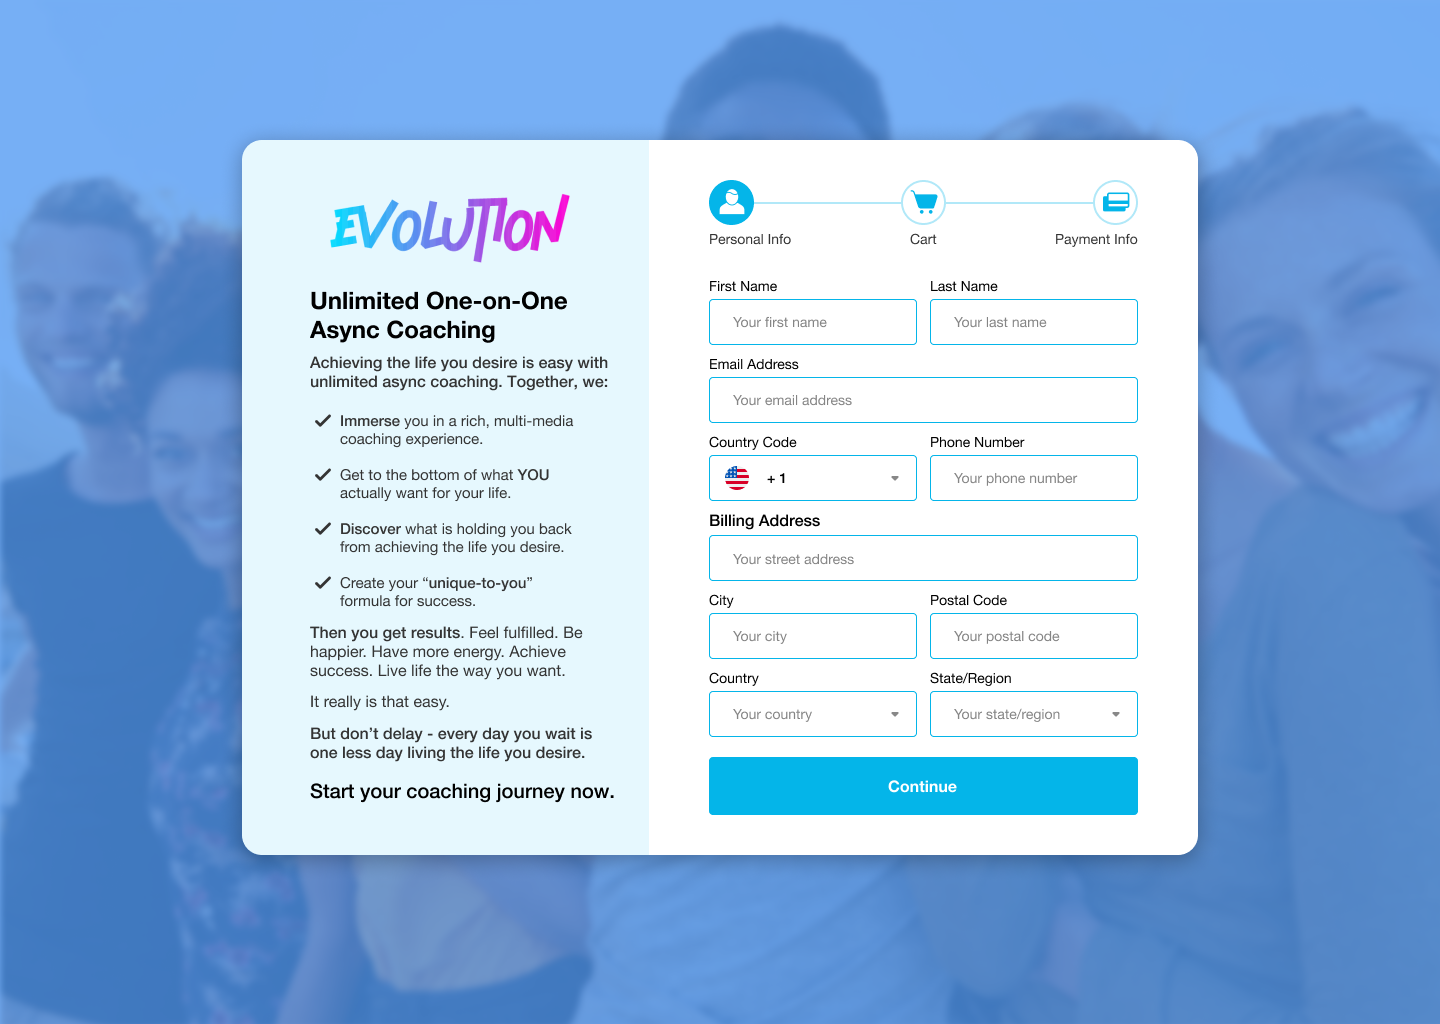 EVOLUTION
Unlimited One-on-One
Async Coaching
Achieving the life you desire is easy with
unlimited async coaching. Together, we:
Immerse you in a rich, multi-media
coaching experience.
Get to the bottom of what YOU
actually want for your life.
Discover what is holding you back
from achieving the life you desire.
Create your “unique-to-you”
formula for success.
Then you get results. Feel fulfilled. Be
happier. Have more energy. Achieve
success. Live life the way you want.
It really is that easy.
But don’t delay - every day you wait is
one less day living the life you desire.
Start your coaching journey now.
Personal Info Cart Payment Info
First Name Last Name
Your first name Your last name
Email Address
Your email address
Country Code Phone Number
+ 1 Your phone number
Billing Address
Your street address
City Postal Code
Your city Your postal code
Country State/Region
Your country Your state/region
Continue